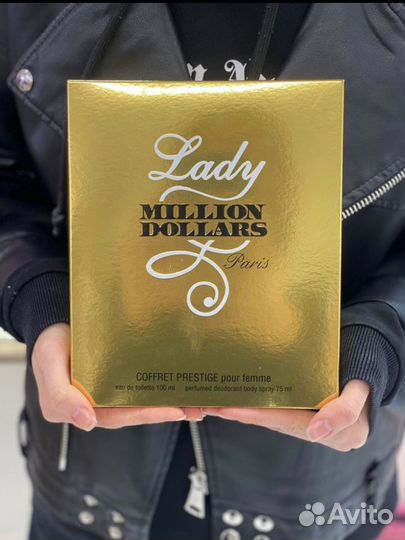 Lady
MILLION
DOLLARS
Paris
COFFRET PRESTIGE pour femme
eau de toilette 100 ml perfumed deodorant body spray 75 ml
Avito